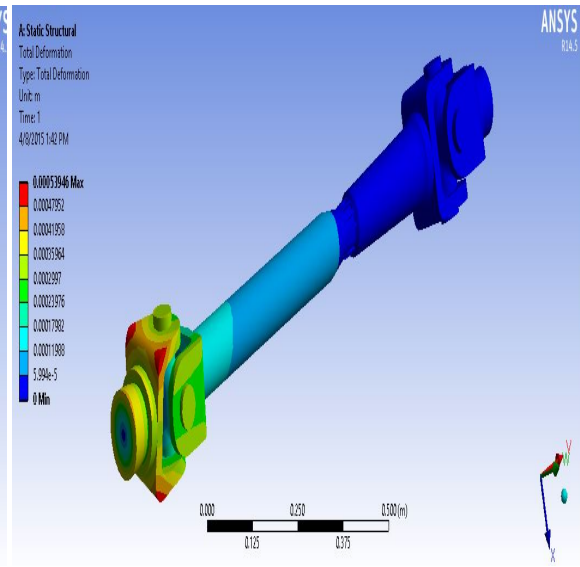 A: Static Structural
Total Deformation
Type: Total Deformation
Unit: m
Time: 1
4/8/2015 1:42 PM
0.00053946 Max
0.00047952
0.00041958
0.00035964
0.0002997
0.00023976
0.00017982
0.00011988
5.994e-5
0 Min
ANSYS
R14.5
0.000
0.250
0.500 (m)
0.125
0.375
Y
X